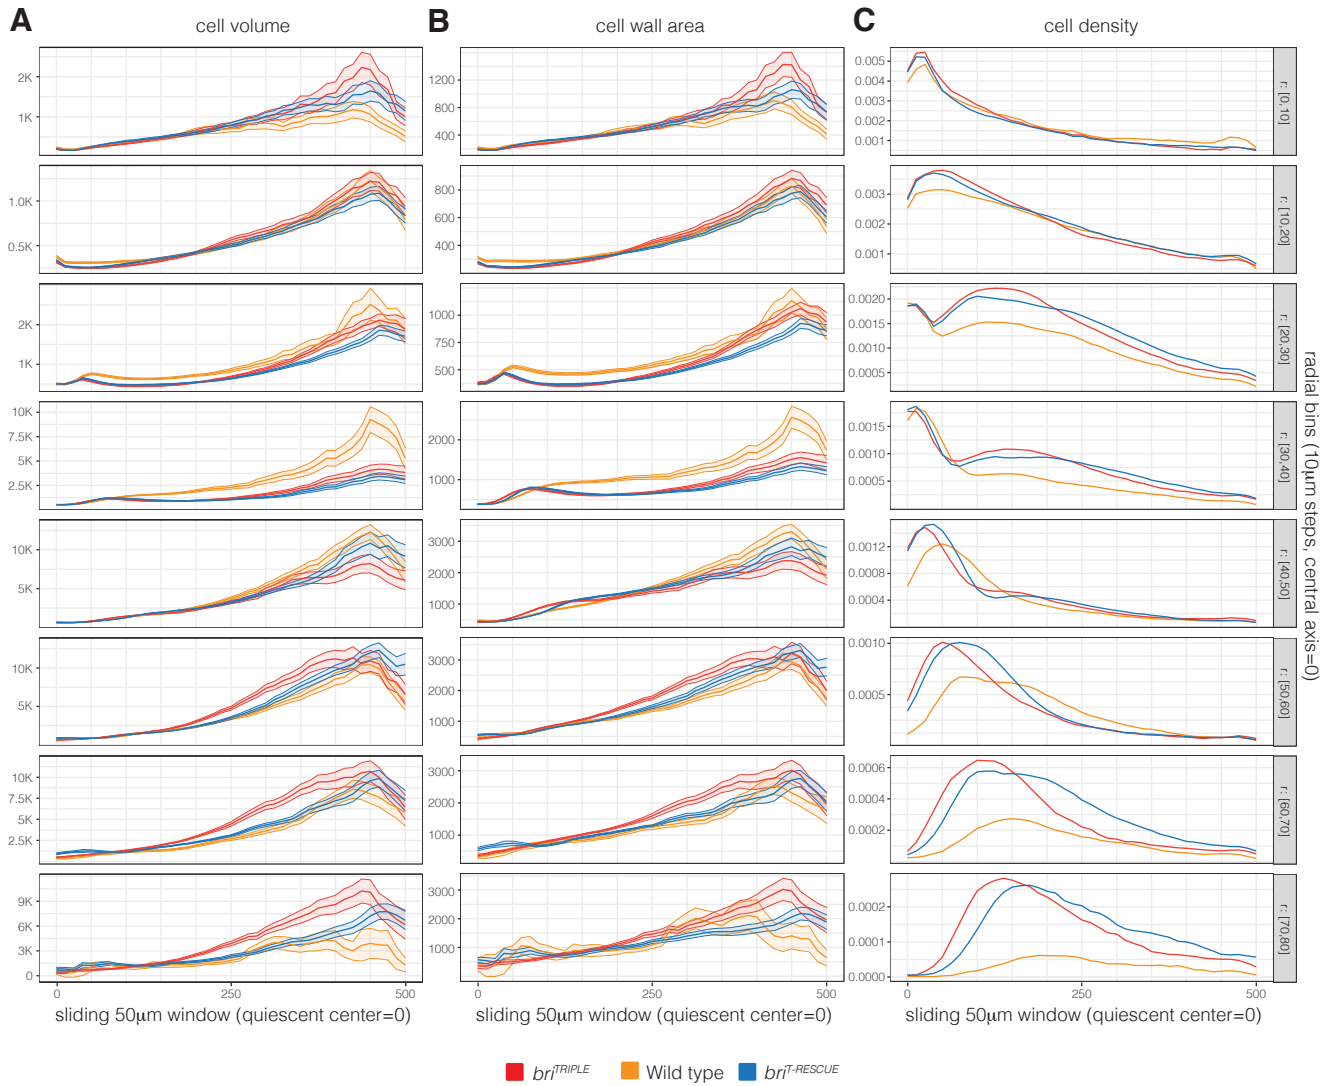 A
cell volume
B
cell wall area
C
cell density
2K
1K
1200
800
400
0.005
0.004
0.003
0.002
0.001
r: [0,10]
1.0K
0.5K
800
600
400
0.003
0.002
0.001
r: [10,20]
2K
1K
1000
750
500
0.0020
0.0015
0.0010
0.0005
r: [20,30]
10K
7.5K
5K
2.5K
2000
1000
0.0015
0.0010
0.0005
r: [30,40]
10K
5K
3000
2000
1000
0.0012
0.0008
0.0004
r: [40,50]
10K
5K
3000
2000
1000
0.0010
0.0005
r: [50,60]
10K
7.5K
5K
2.5K
3000
2000
1000
0.0006
0.0004
0.0002
r: [60,70]
9K
6K
3K
0
3000
2000
1000
0.0002
0.0001
0.0000
r: [70,80]
radial bins (10μm steps, central axis=0)
0 250 500
0 250 500
0 250 500
sliding 50μm window (quiescent center=0)
sliding 50μm window (quiescent center=0)
sliding 50μm window (quiescent center=0)
bri^TRIPLE Wild type bri^T-RESCUE